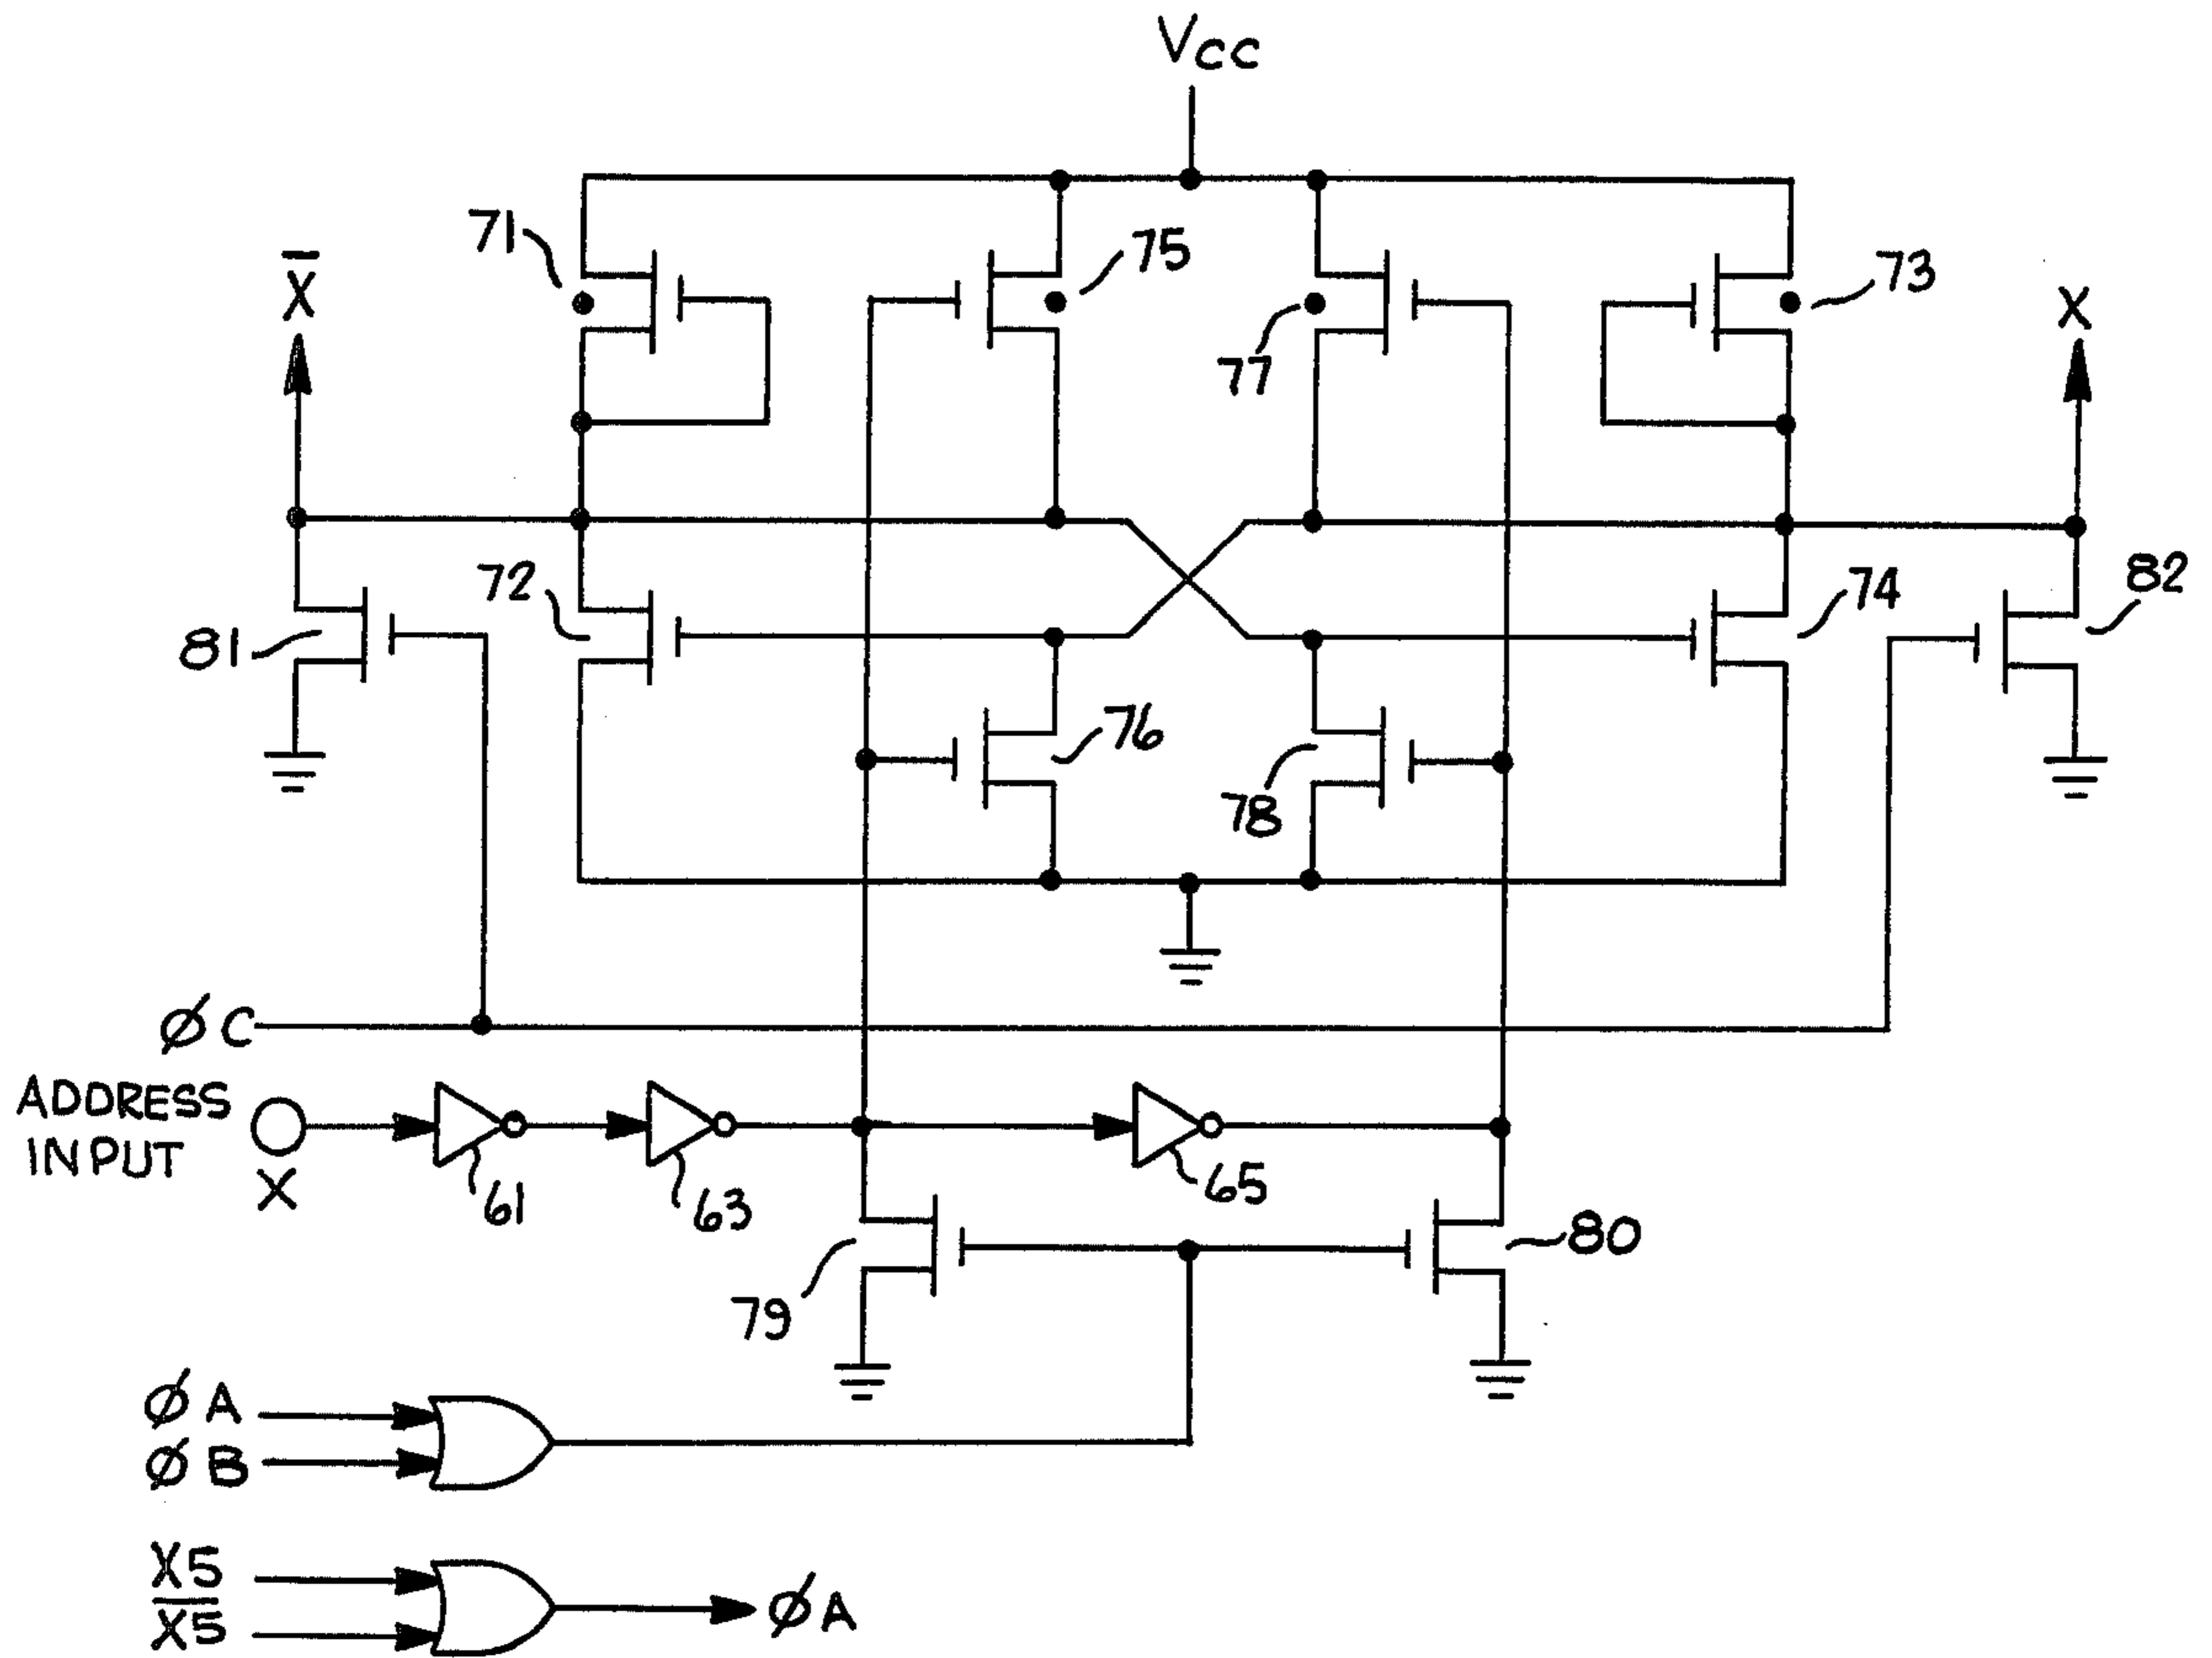 VCC
71
75
77
73
X̅
X
81
72
74
82
76
78
ØC
ADDRESS
INPUT
X
61
63
65
79
80
ØA
ØB
X5
X̅5̅
ØA